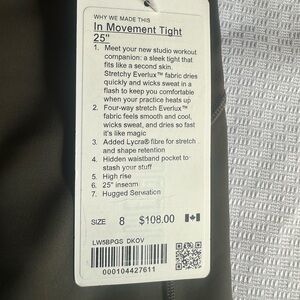 WHY WE MADE THIS
In Movement Tight
25"
1. Meet your new studio workout
companion: a sleek tight that
fits like a second skin.
Stretchy Everlux™ fabric dries
quickly and wicks sweat in a
flash to keep you comfortable
when your practice heats up
2. Four-way stretch Everlux™
fabric feels smooth and cool,
wicks sweat, and dries so fast
it's like magic
3. Added Lycra® fibre for stretch
and shape retention
4. Hidden waistband pocket to
stash your stuff
5. High rise
6. 25" inseam
7. Hugged Sensation
SIZE 8 $108.00
LW5BPGS DKOV
000104427611